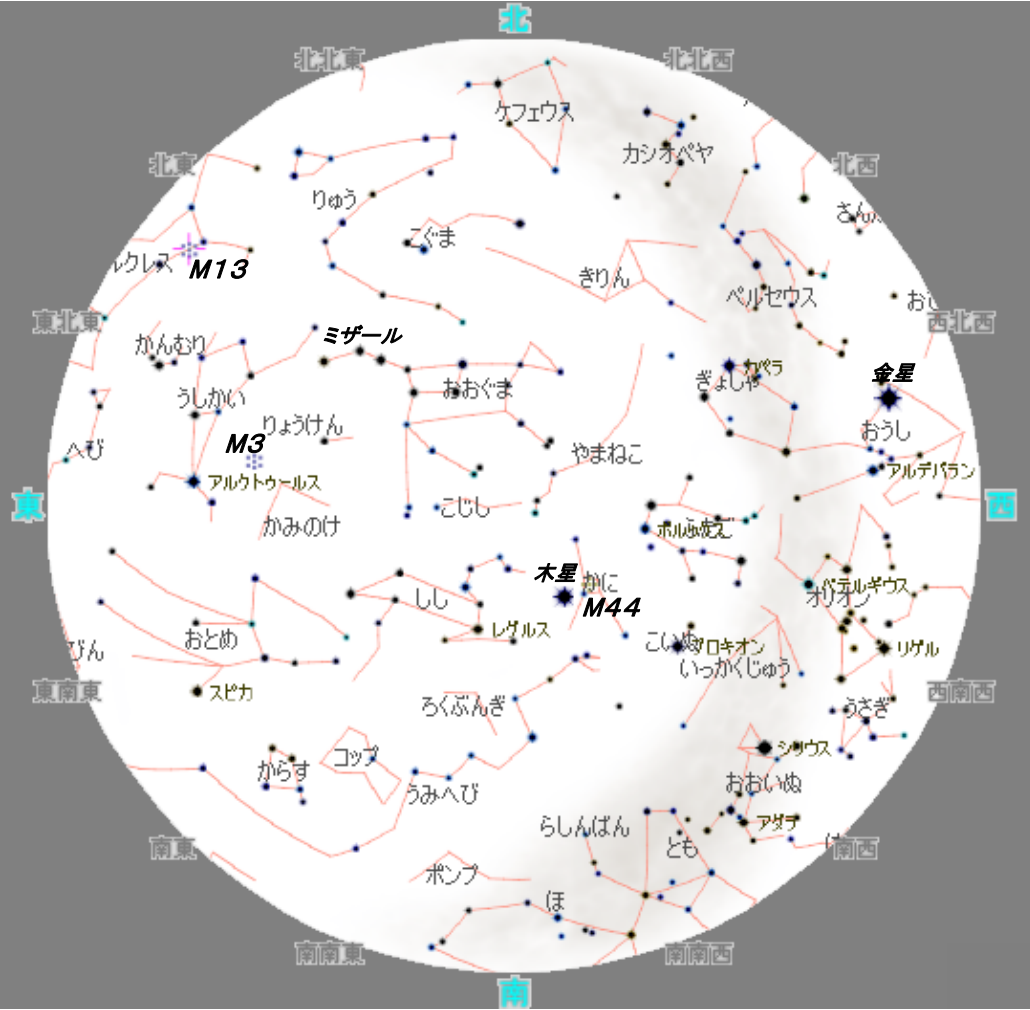 北
北北東
北北西
ケフェウス
カシオペヤ
北東
北西
りゅう
こぐま
ルクレス
M13
きりん
ペルセウス
東北東
西北西
ミザール
かんむり
カペラ
ぎょしゃ
金星
おおぐま
うしかい
りょうけん
M3
おうし
へび
やまねこ
アルデバラン
アルクトゥールス
東
西
こじし
かみのけ
木星
かに
M44
ベテルギウス
オリオン
しし
レグルス
おとめ
こいぬ
プロキオン
リゲル
いっかくじゅう
東南東
西南西
スピカ
ろくぶんぎ
うさぎ
コップ
シリウス
からす
おおいぬ
うみへび
アダラ
らしんばん
とも
南東
南西
ポンプ
ほ
南南東
南南西
南